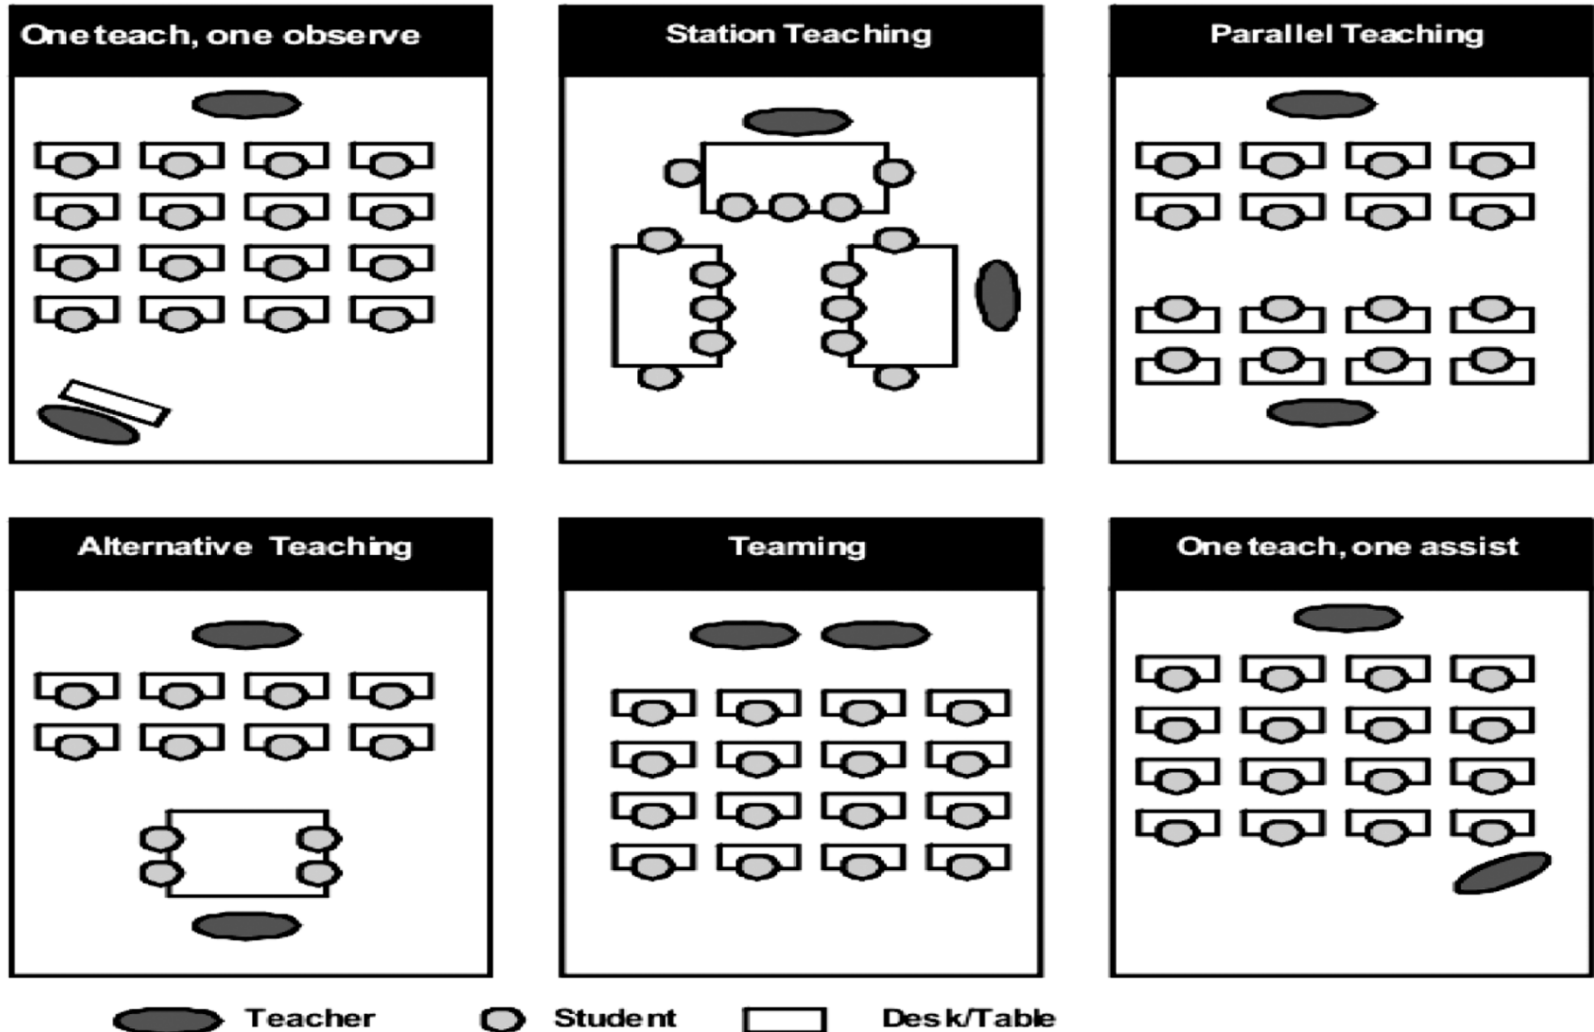 One teach, one observe
Station Teaching
Parallel Teaching
Alternative Teaching
Teaming
One teach, one assist
Teacher
Student
Desk/Table